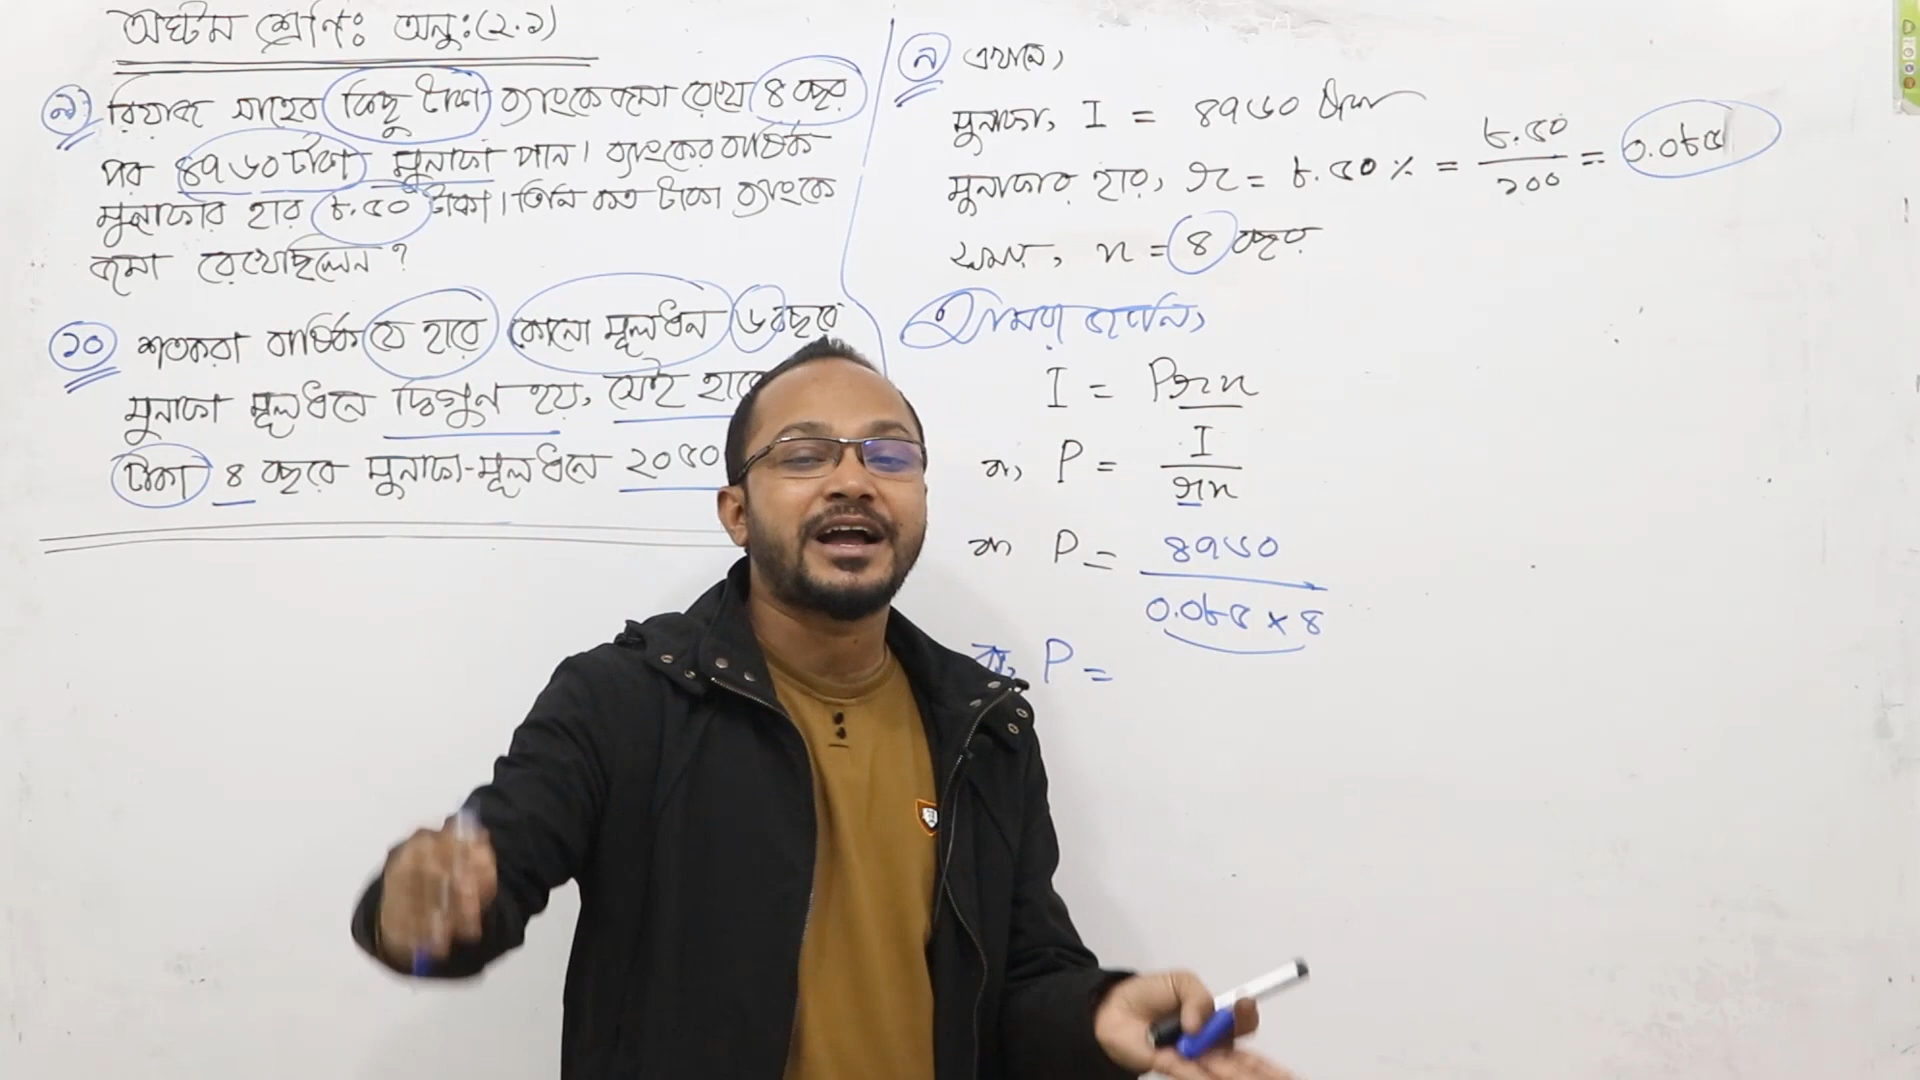 অষ্টম শ্রেণিঃ অনু:(২.১)
৯। রিয়াজ সাহেব কিছু টাকা ব্যাংকে জমা রেখে ৪ বছর
পর ৪৭৬০ টাকা মুনাফা পান। ব্যাংকের বার্ষিক
মুনাফার হার ৮.৫০ টাকা। তিনি কত টাকা ব্যাংকে
জমা রেখেছিলেন?
১০ শতকরা বার্ষিক যে হারে কোনো মূলধন ৬ বছরে
মুনাফা মূলধনে দ্বিগুণ হয়, সেই হারে
টাকা ৪ বছরে মুনাফা-মূলধনে ২০৫০
৯ এখানে,
মুনাফা, I = ৪৭৬০ টাকা
মুনাফার হার, r = ৮.৫০ % = ৮.৫০/১০০ = ০.০৮৫
সময়, n = ৪ বছর
আমরা জানি,
I = Prn
বা, P = I/rn
বা, P = ৪৭৬০/০.০৮৫ × ৪
বা, P =